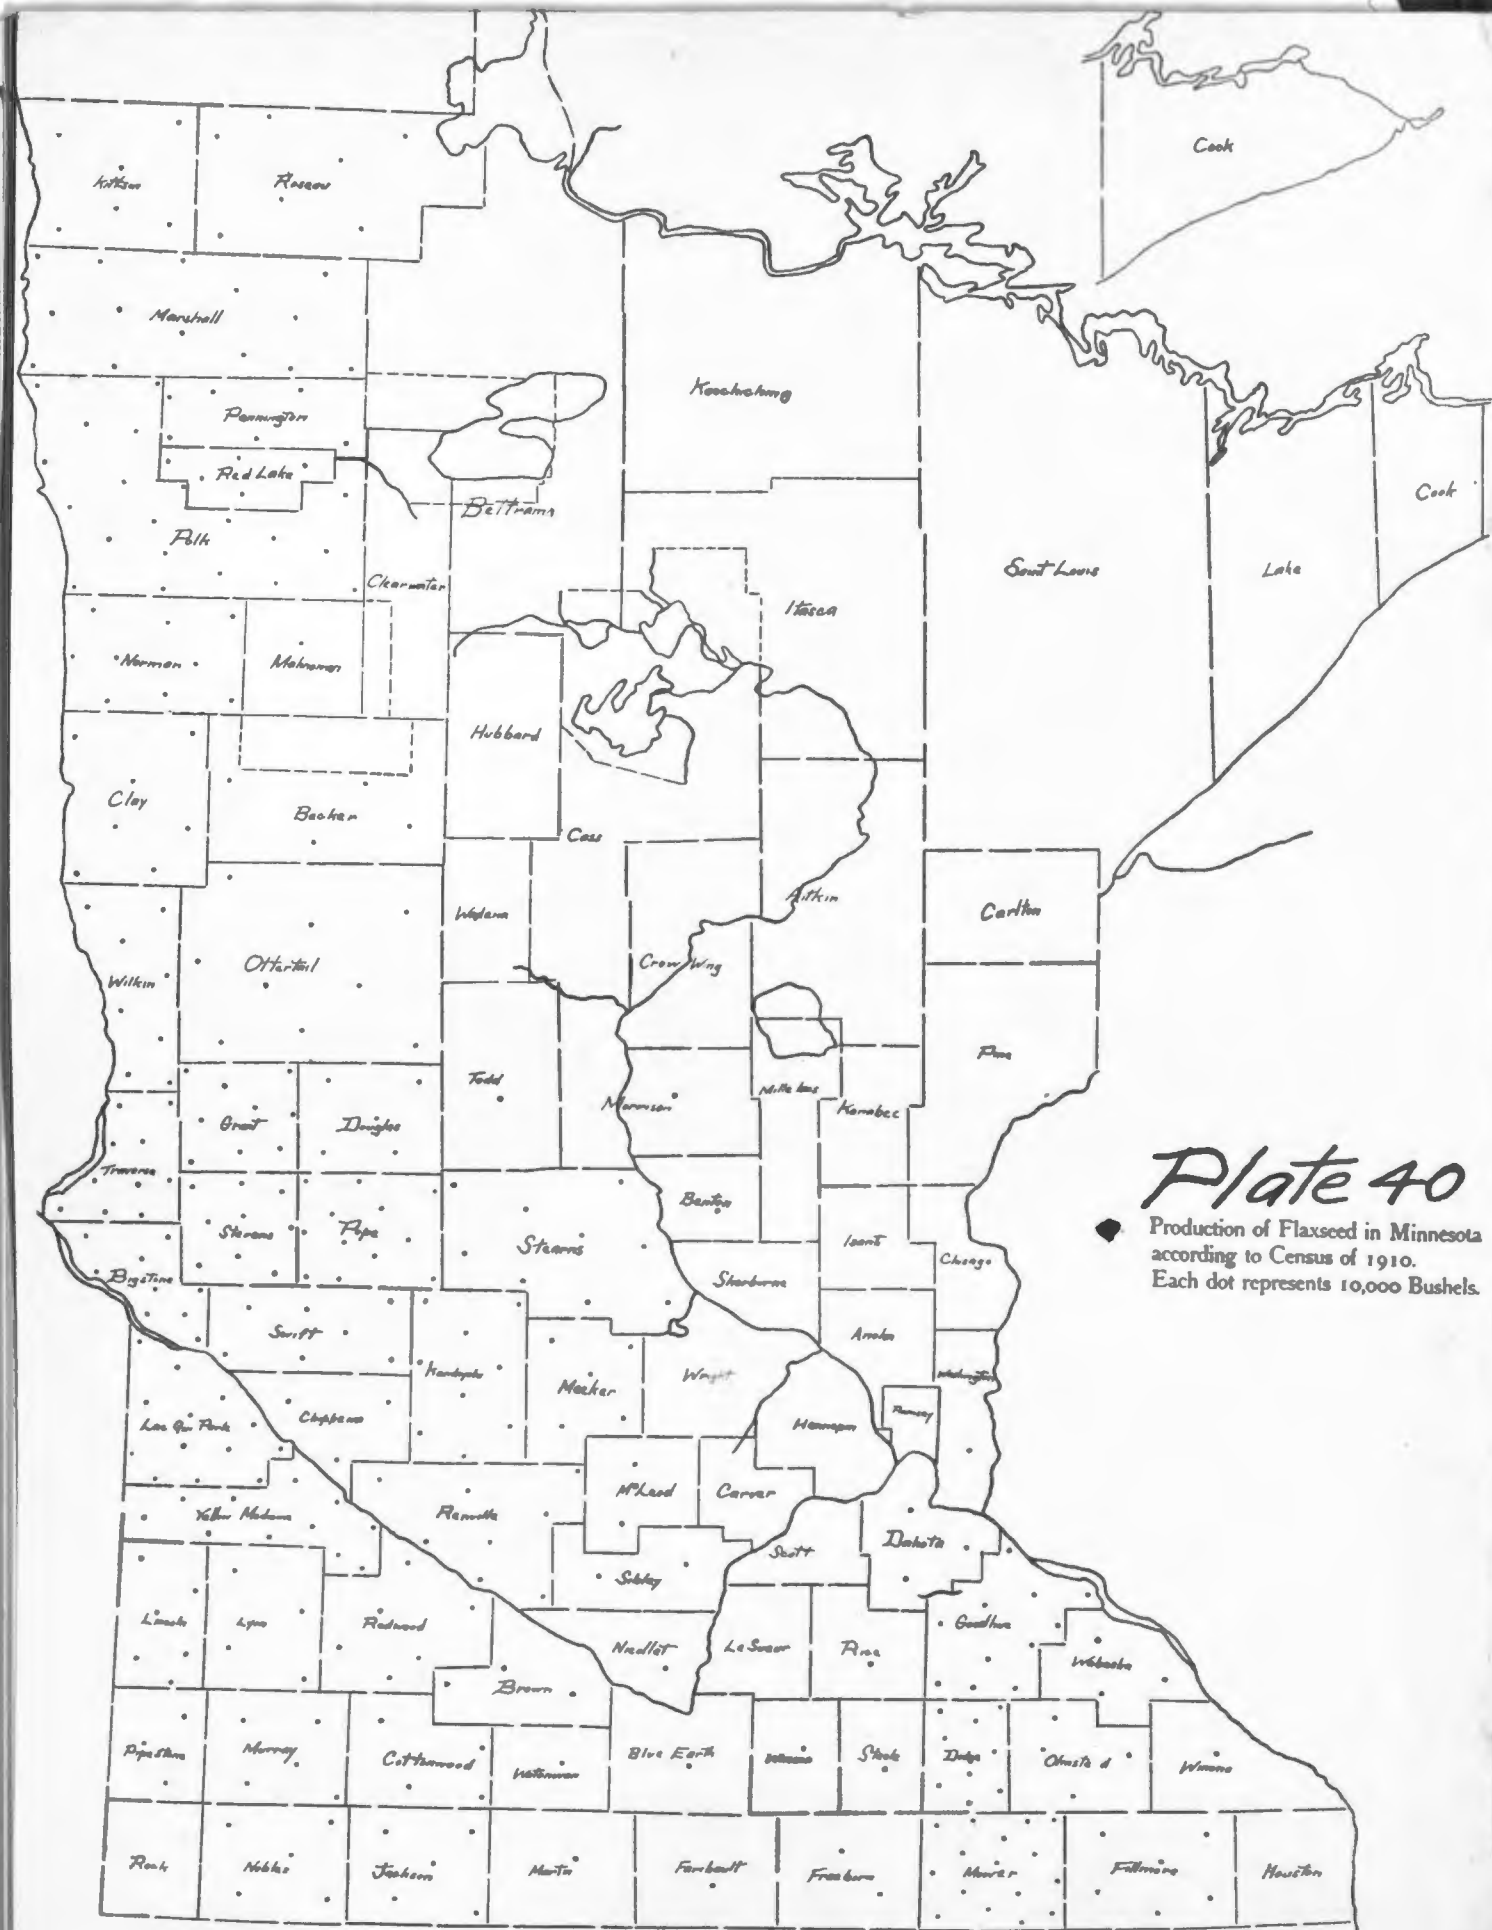 Cook
Kittson
Roseau
Marshall
Koochiching
Pennington
Red Lake
Beltrami
Cook
Polk
Clearwater
Saint Louis
Lake
Itasca
Norman
Mahnomen
Hubbard
Clay
Becker
Cass
Aitkin
Carlton
Wadena
Ottertail
Crow Wing
Wilkin
Pine
Todd
Mille Lacs
Morrison
Kanabec
Grant
Douglas
Traverse
Plate 40
Production of Flaxseed in Minnesota
according to Census of 1910.
Each dot represents 10,000 Bushels.
Benton
Stevens
Pope
Stearns
Isanti
Chisago
Bigstone
Sherburne
Swift
Anoka
Kandiyohi
Meeker
Wright
Washington
Lac Qui Parle
Chippewa
Hennepin
Ramsey
McLeod
Carver
Yellow Medicine
Renville
Dakota
Scott
Sibley
Lincoln
Lyon
Redwood
Nicollet
Le Sueur
Rice
Goodhue
Wabasha
Brown
Pipestone
Murray
Cottonwood
Watonwan
Blue Earth
Waseca
Steele
Dodge
Olmsted
Winona
Rock
Nobles
Jackson
Martin
Faribault
Freeborn
Mower
Fillmore
Houston